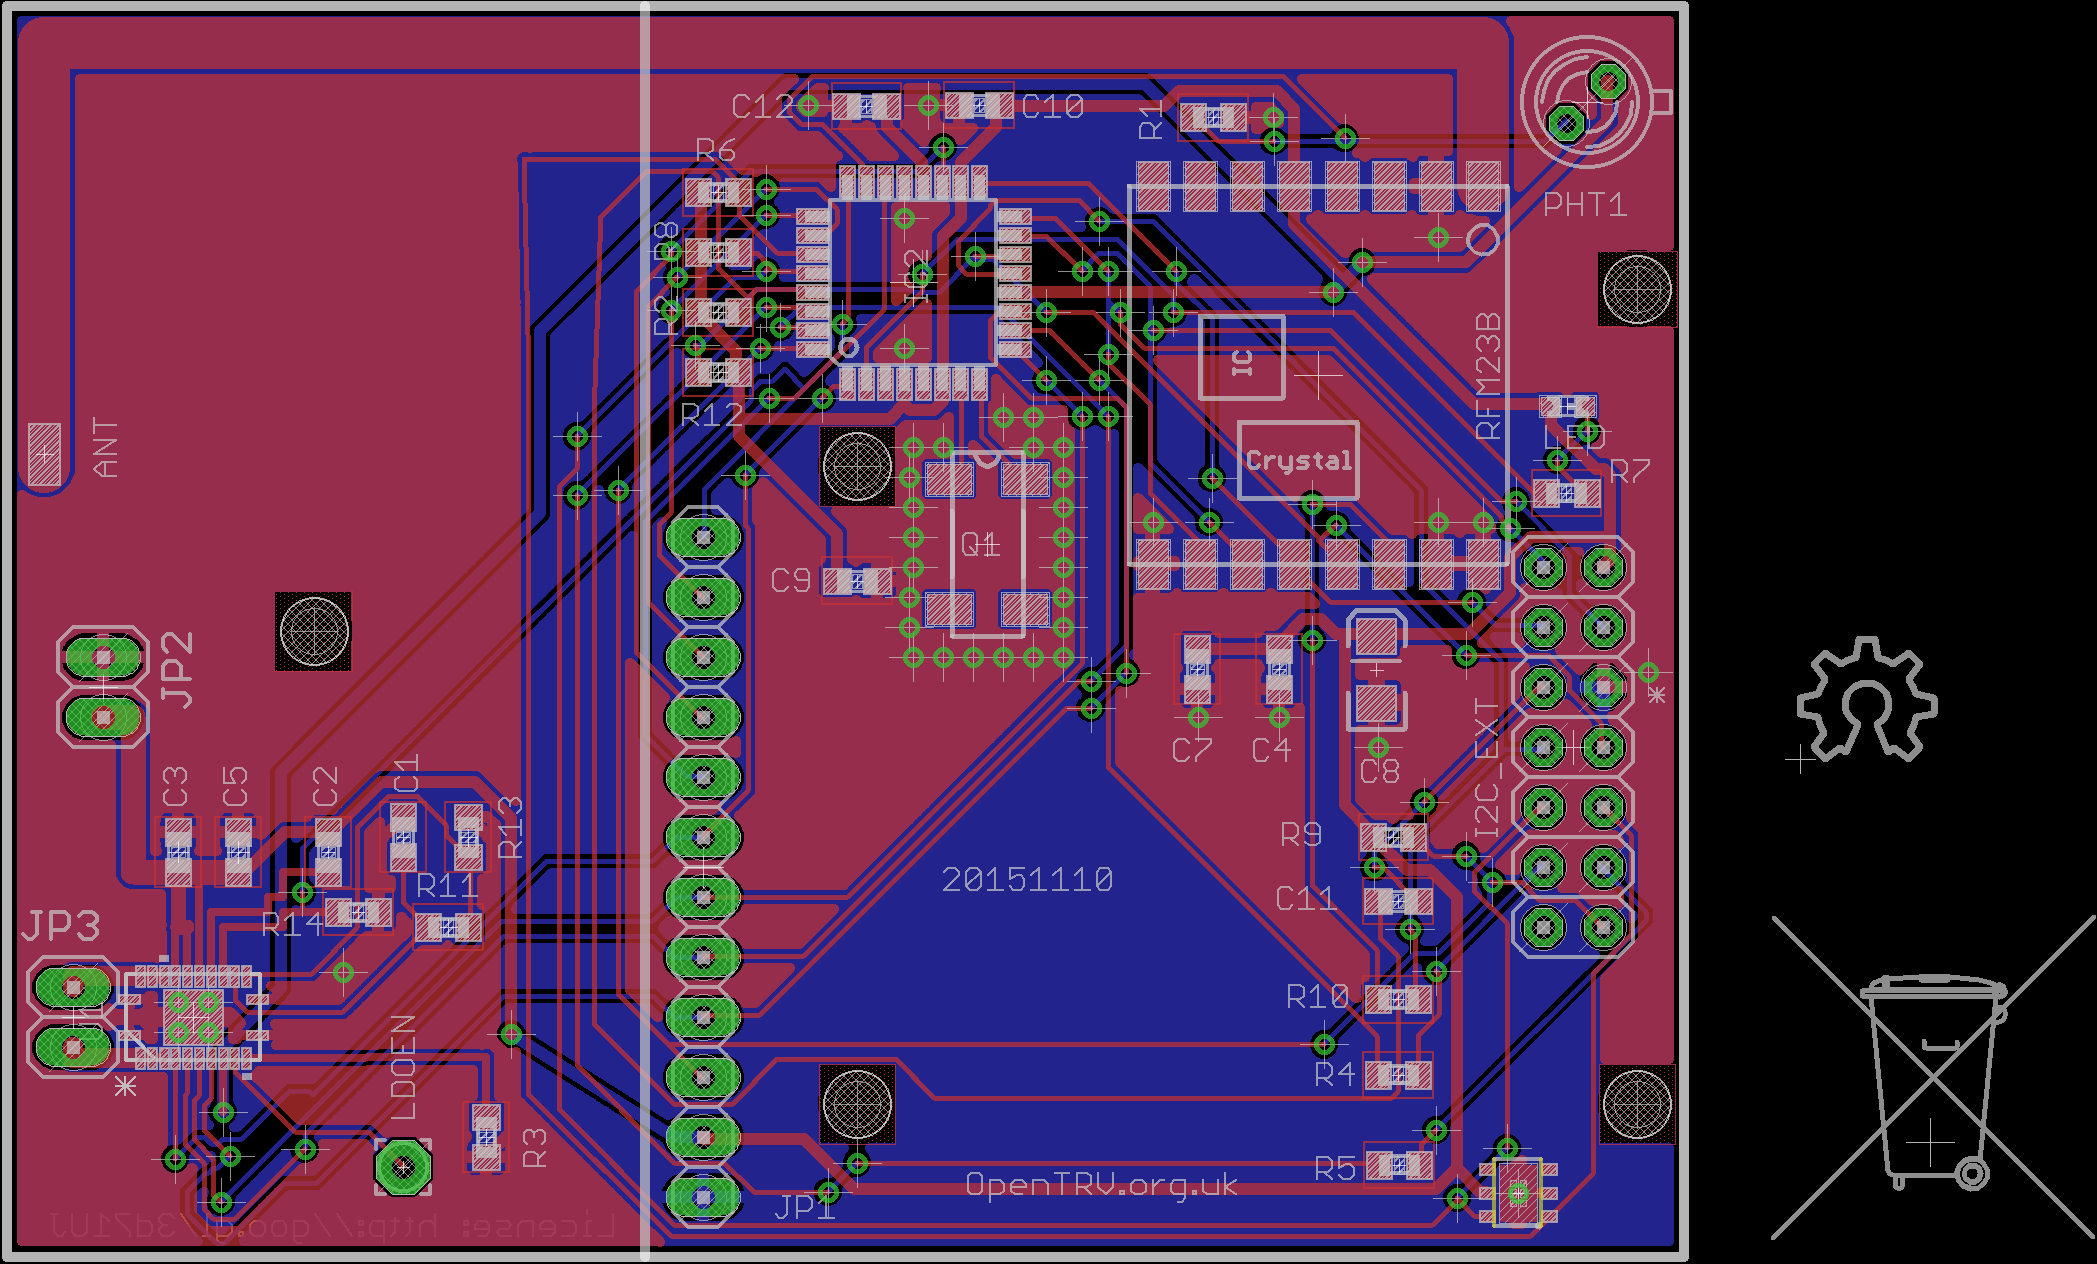 C12
C10
R1
R6
PHT1
R8
IC2
R2
RFM23B
IC
R12
ANT
Crystal
LED
R7
Q1
C9
JP2
C7
C4
C8
I2C_EXT
C3
C5
C2
C1
R13
R9
20151110
R11
C11
R14
JP3
R10
LDOEN
R4
R3
R5
OpenTRV.org.uk
JP1
License: http://goo.gl/3d71UJ